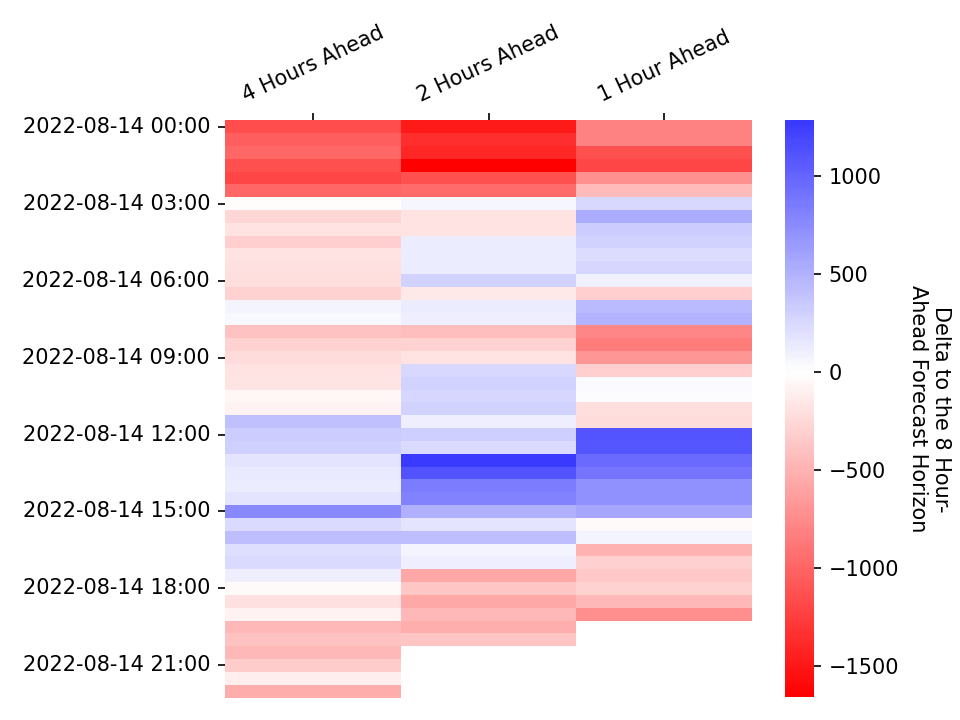 4 Hours Ahead
2 Hours Ahead
1 Hour Ahead
2022-08-14 00:00
2022-08-14 03:00
2022-08-14 06:00
2022-08-14 09:00
2022-08-14 12:00
2022-08-14 15:00
2022-08-14 18:00
2022-08-14 21:00
1000
500
0
−500
−1000
−1500
Delta to the 8 Hour-
Ahead Forecast Horizon